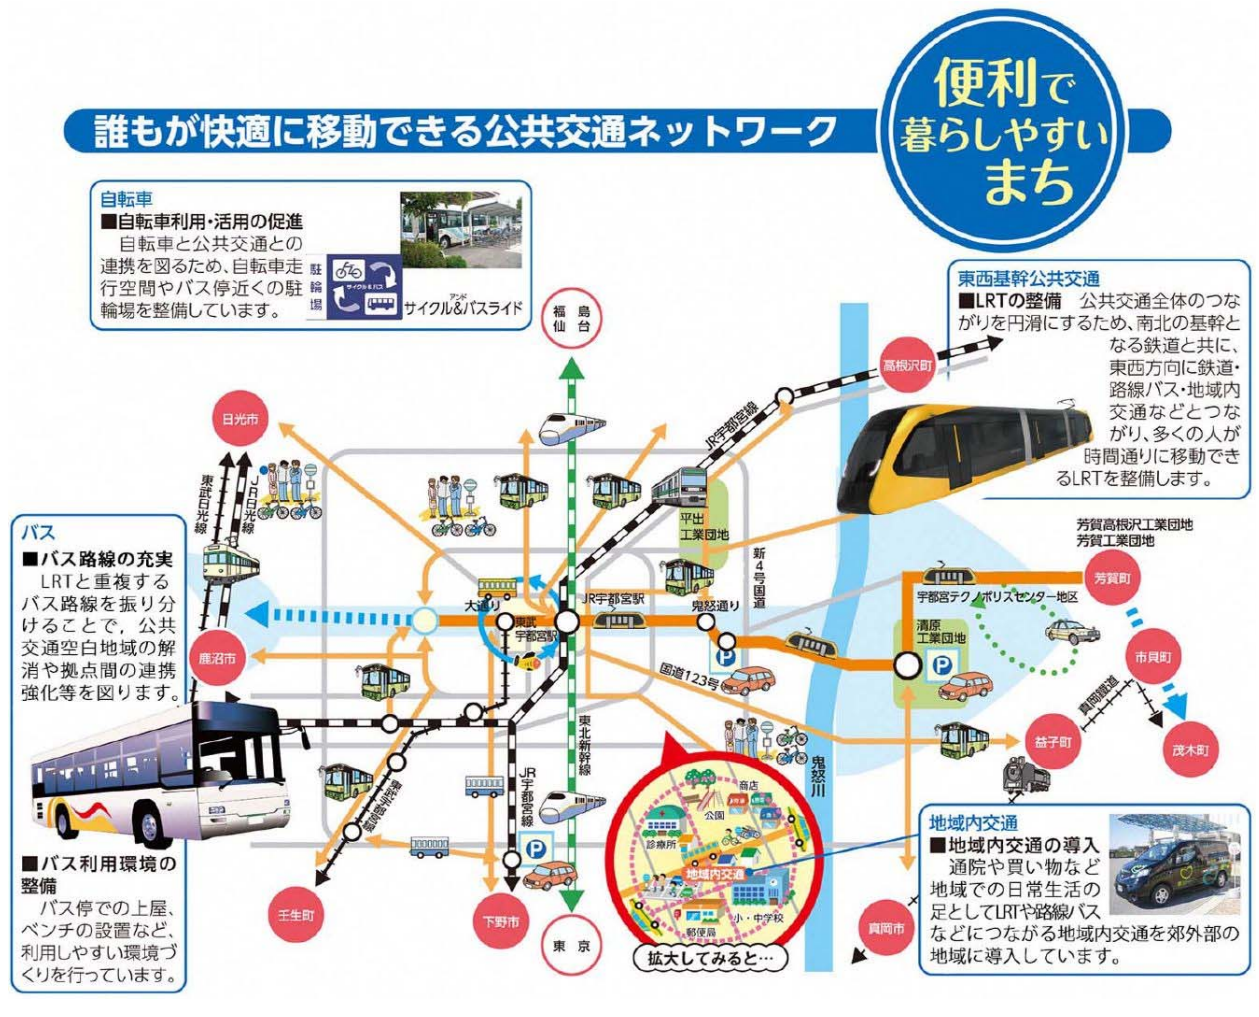 誰もが快適に移動できる公共交通ネットワーク
便利で
暮らしやすい
まち
自転車
■自転車利用・活用の促進
自転車と公共交通との
連携を図るため、自転車走
行空間やバス停近くの駐
輪場を整備しています。
駐輪場
サイクル&バス
アンド
サイクル&バスライド
東西基幹公共交通
■LRTの整備 公共交通全体のつな
がりを円滑にするため、南北の基幹と
なる鉄道と共に、
東西方向に鉄道・
路線バス・地域内
交通などとつな
がり、多くの人が
時間通りに移動でき
るLRTを整備します。
福島
仙台
高根沢町
日光市
JR宇都宮線
東武日光線
JR日光線
平出
工業団地
新4号国道
芳賀高根沢工業団地
芳賀工業団地
芳賀町
バス
■バス路線の充実
LRTと重複する
バス路線を振り分
けることで，公共
交通空白地域の解
消や拠点間の連携
強化等を図ります。
大通り
JR宇都宮駅
東武
宇都宮駅
鬼怒通り
宇都宮テクノポリスセンター地区
清原
工業団地
P
P
鹿沼市
国道123号
市貝町
真岡鐵道
益子町
茂木町
東北新幹線
JR宇都宮線
東武宇都宮線
鬼怒川
P
商店
公園
診療所
地域内交通
小・中学校
郵便局
拡大してみると…
■バス利用環境の
整備
バス停での上屋、
ベンチの設置など、
利用しやすい環境づ
くりを行っています。
壬生町
下野市
東京
真岡市
地域内交通
■地域内交通の導入
通院や買い物など
地域での日常生活の
足としてLRTや路線バス
などにつながる地域内交通を郊外部の
地域に導入しています。